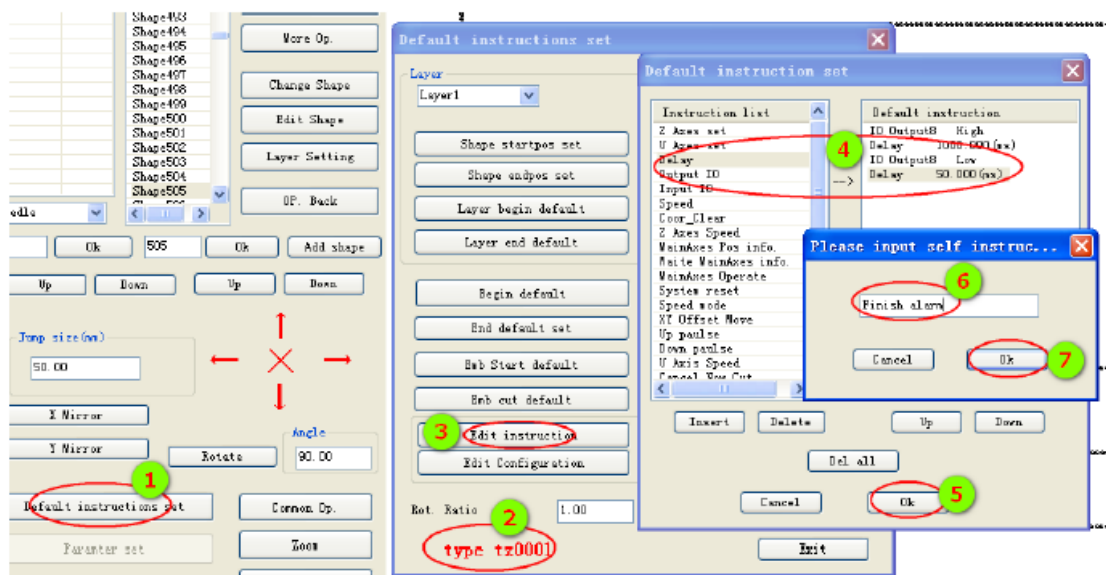 Shape493
Shape494
Shape495
Shape496
Shape497
Shape498
Shape499
Shape500
Shape501
Shape502
Shape503
Shape504
Shape505
More Op.
Change Shape
Edit Shape
Layer Setting
OP. Back
Ok
505
Ok
Add shape
Up
Down
Up
Down
Jump size(mm)
50.00
X Mirror
Y Mirror
Rotate
Angle
90.00
1
Default instructions set
Common Op.
Paramter set
Zoom
Default instructions set
Layer
Layer1
Shape startpos set
Shape endpos set
Layer begin default
Layer end default
Begin default
End default set
Emb Start default
Emb cut default
3
Edit instruction
Edit Configuration
Rot. Ratio
1.00
2
type tz0001
Exit
Default instruction set
Instruction list
Z Axes set
U Axes set
Delay
Output IO
Input IO
Speed
Coor_Clear
Z Axes Speed
MainAxes Pos info.
Waite MainAxes info.
MainAxes Operate
System reset
Speed mode
XY Offset Move
Up paulse
Down paulse
U Axis Speed
4
-->
Default instruction
IO Output8 High
Delay 1000.000(ms)
IO Output8 Low
Delay 50.000(ms)
Insert
Delete
Up
Down
Del all
Cancel
Ok
5
Please input self instruc...
6
Finish alarm
Cancel
Ok
7